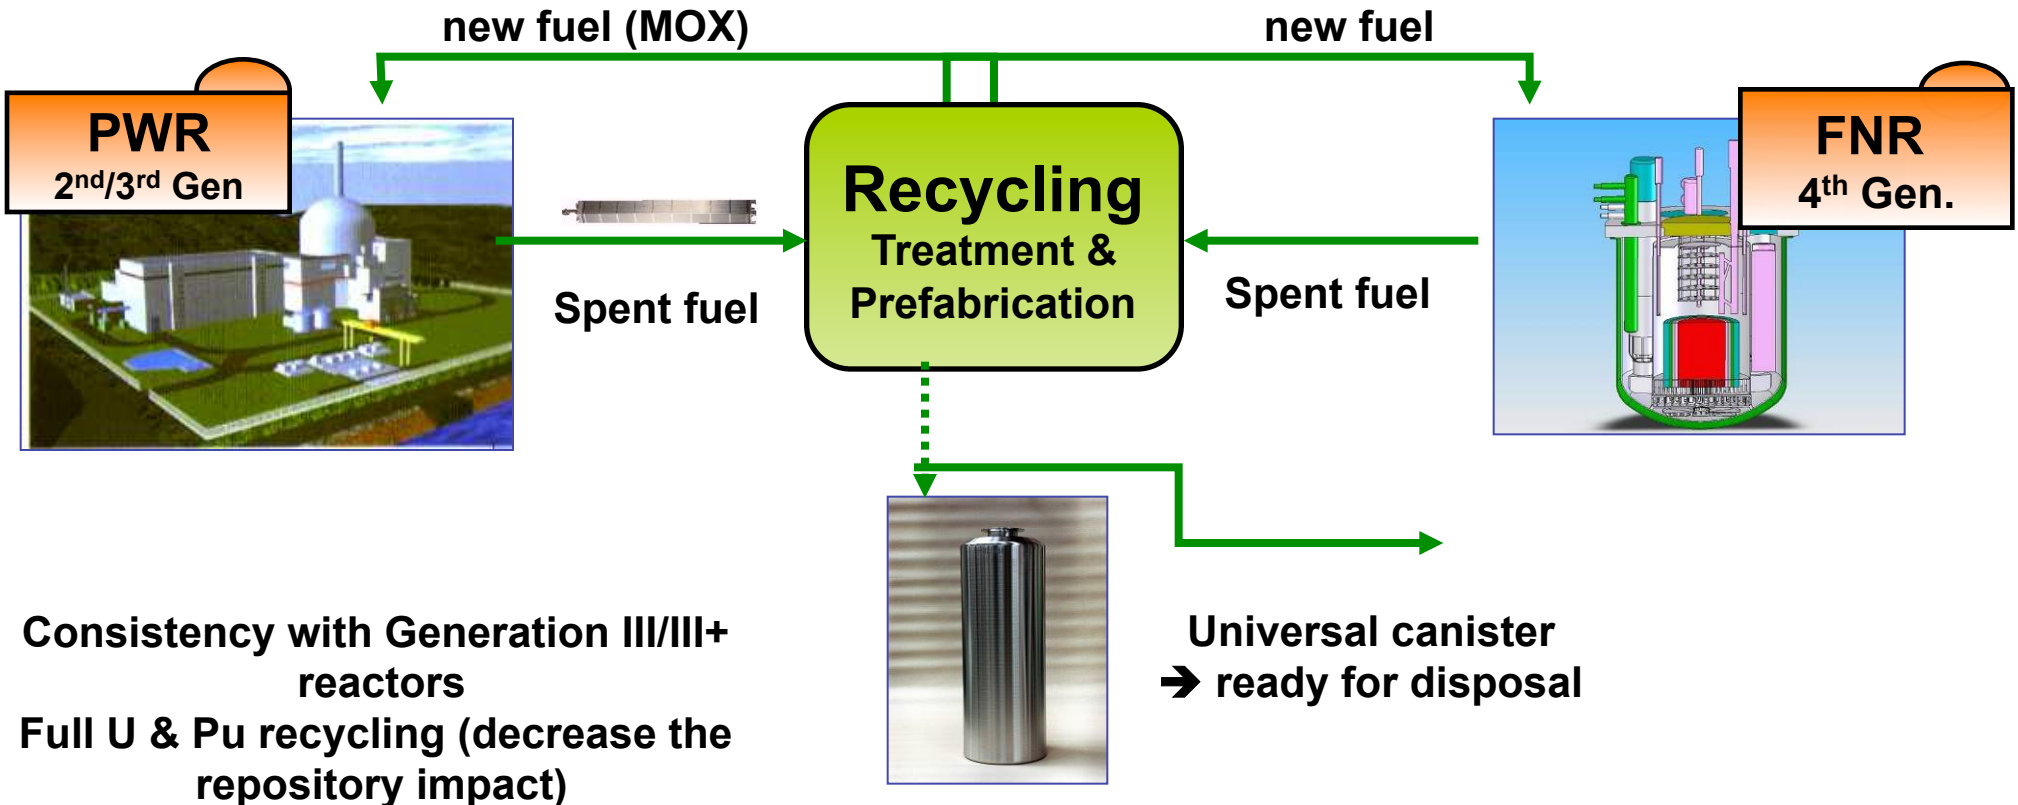 new fuel (MOX)
new fuel
PWR
2nd/3rd Gen
FNR
4th Gen.
Recycling
Treatment &
Prefabrication
Spent fuel
Spent fuel
Consistency with Generation III/III+
reactors
Full U & Pu recycling (decrease the
repository impact)
Universal canister
➔ ready for disposal